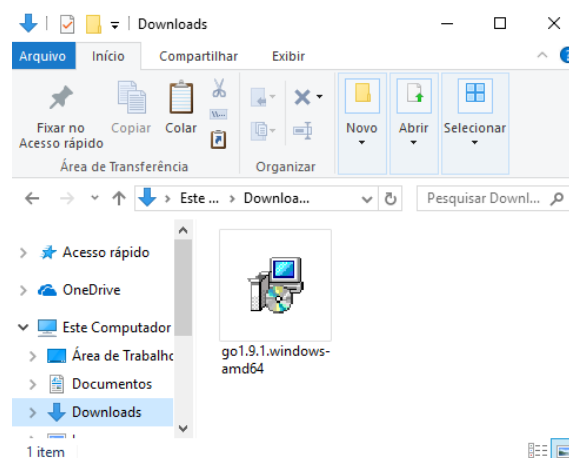 Downloads
Arquivo Início Compartilhar Exibir
Fixar no
Acesso rápido
Copiar
Colar
Novo
Abrir
Selecionar
Área de Transferência
Organizar
Este ... Downloa...
Pesquisar Downl...
Acesso rápido
OneDrive
Este Computador
Área de Trabalho
Documentos
Downloads
go1.9.1.windows-
amd64
1 item